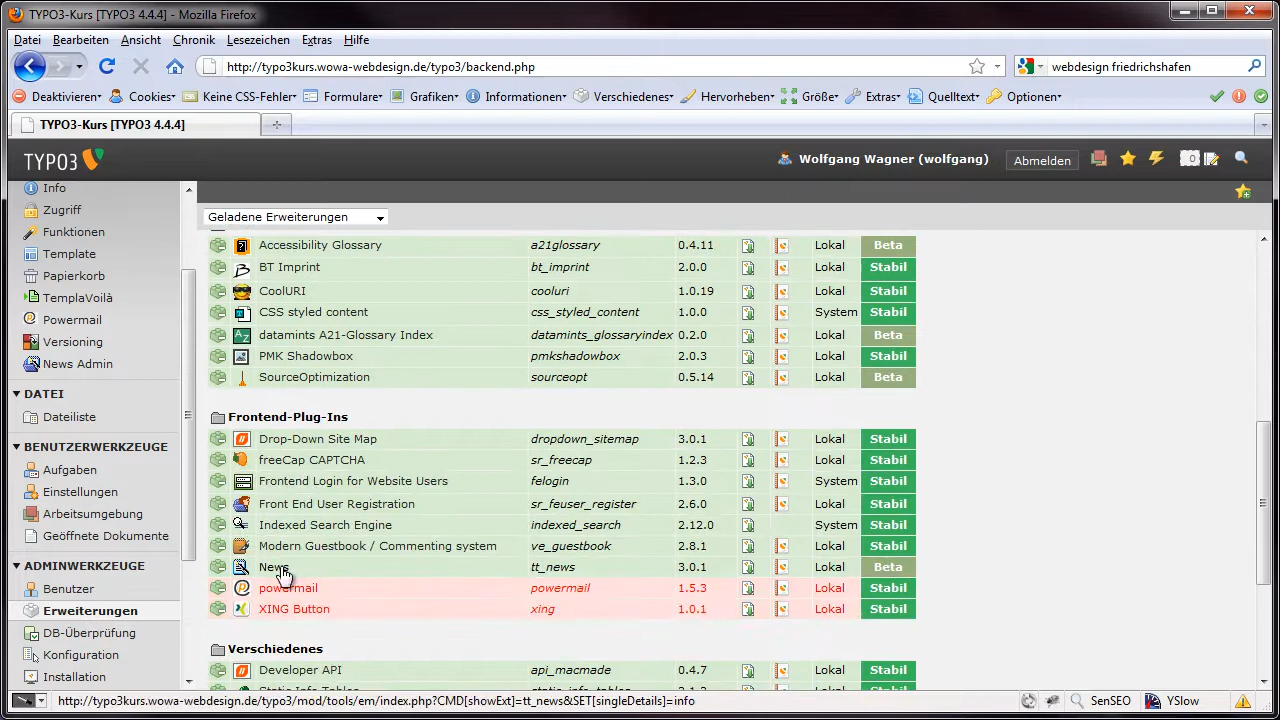 TYPO3-Kurs [TYPO3 4.4.4] - Mozilla Firefox
Datei Bearbeiten Ansicht Chronik Lesezeichen Extras Hilfe
http://typo3kurs.wowa-webdesign.de/typo3/backend.php
webdesign friedrichshafen
Deaktivieren Cookies Keine CSS-Fehler Formulare Grafiken Informationen Verschiedenes Hervorheben Größe Extras Quelltext Optionen
TYPO3-Kurs [TYPO3 4.4.4]
TYPO3
Wolfgang Wagner (wolfgang)
Abmelden
0
Info
Zugriff
Funktionen
Template
Papierkorb
TemplaVoilà
Powermail
Versioning
News Admin
DATEI
Dateiliste
BENUTZERWERKZEUGE
Aufgaben
Einstellungen
Arbeitsumgebung
Geöffnete Dokumente
ADMINWERKZEUGE
Benutzer
Erweiterungen
DB-Überprüfung
Konfiguration
Installation
Geladene Erweiterungen
Accessibility Glossary a21glossary 0.4.11 Lokal Beta
BT Imprint bt_imprint 2.0.0 Lokal Stabil
CoolURI cooluri 1.0.19 Lokal Stabil
CSS styled content css_styled_content 1.0.0 System Stabil
datamints A21-Glossary Index datamints_glossaryindex 0.2.0 Lokal Beta
PMK Shadowbox pmkshadowbox 2.0.3 Lokal Stabil
SourceOptimization sourceopt 0.5.14 Lokal Beta
Frontend-Plug-Ins
Drop-Down Site Map dropdown_sitemap 3.0.1 Lokal Stabil
freeCap CAPTCHA sr_freecap 1.2.3 Lokal Stabil
Frontend Login for Website Users felogin 1.3.0 System Stabil
Front End User Registration sr_feuser_register 2.6.0 Lokal Stabil
Indexed Search Engine indexed_search 2.12.0 System Stabil
Modern Guestbook / Commenting system ve_guestbook 2.8.1 Lokal Stabil
News tt_news 3.0.1 Lokal Beta
powermail powermail 1.5.3 Lokal Stabil
XING Button xing 1.0.1 Lokal Stabil
Verschiedenes
Developer API api_macmade 0.4.7 Lokal Stabil
http://typo3kurs.wowa-webdesign.de/typo3/mod/tools/em/index.php?CMD[showExt]=tt_news&SET[singleDetails]=info
SenSEO YSlow